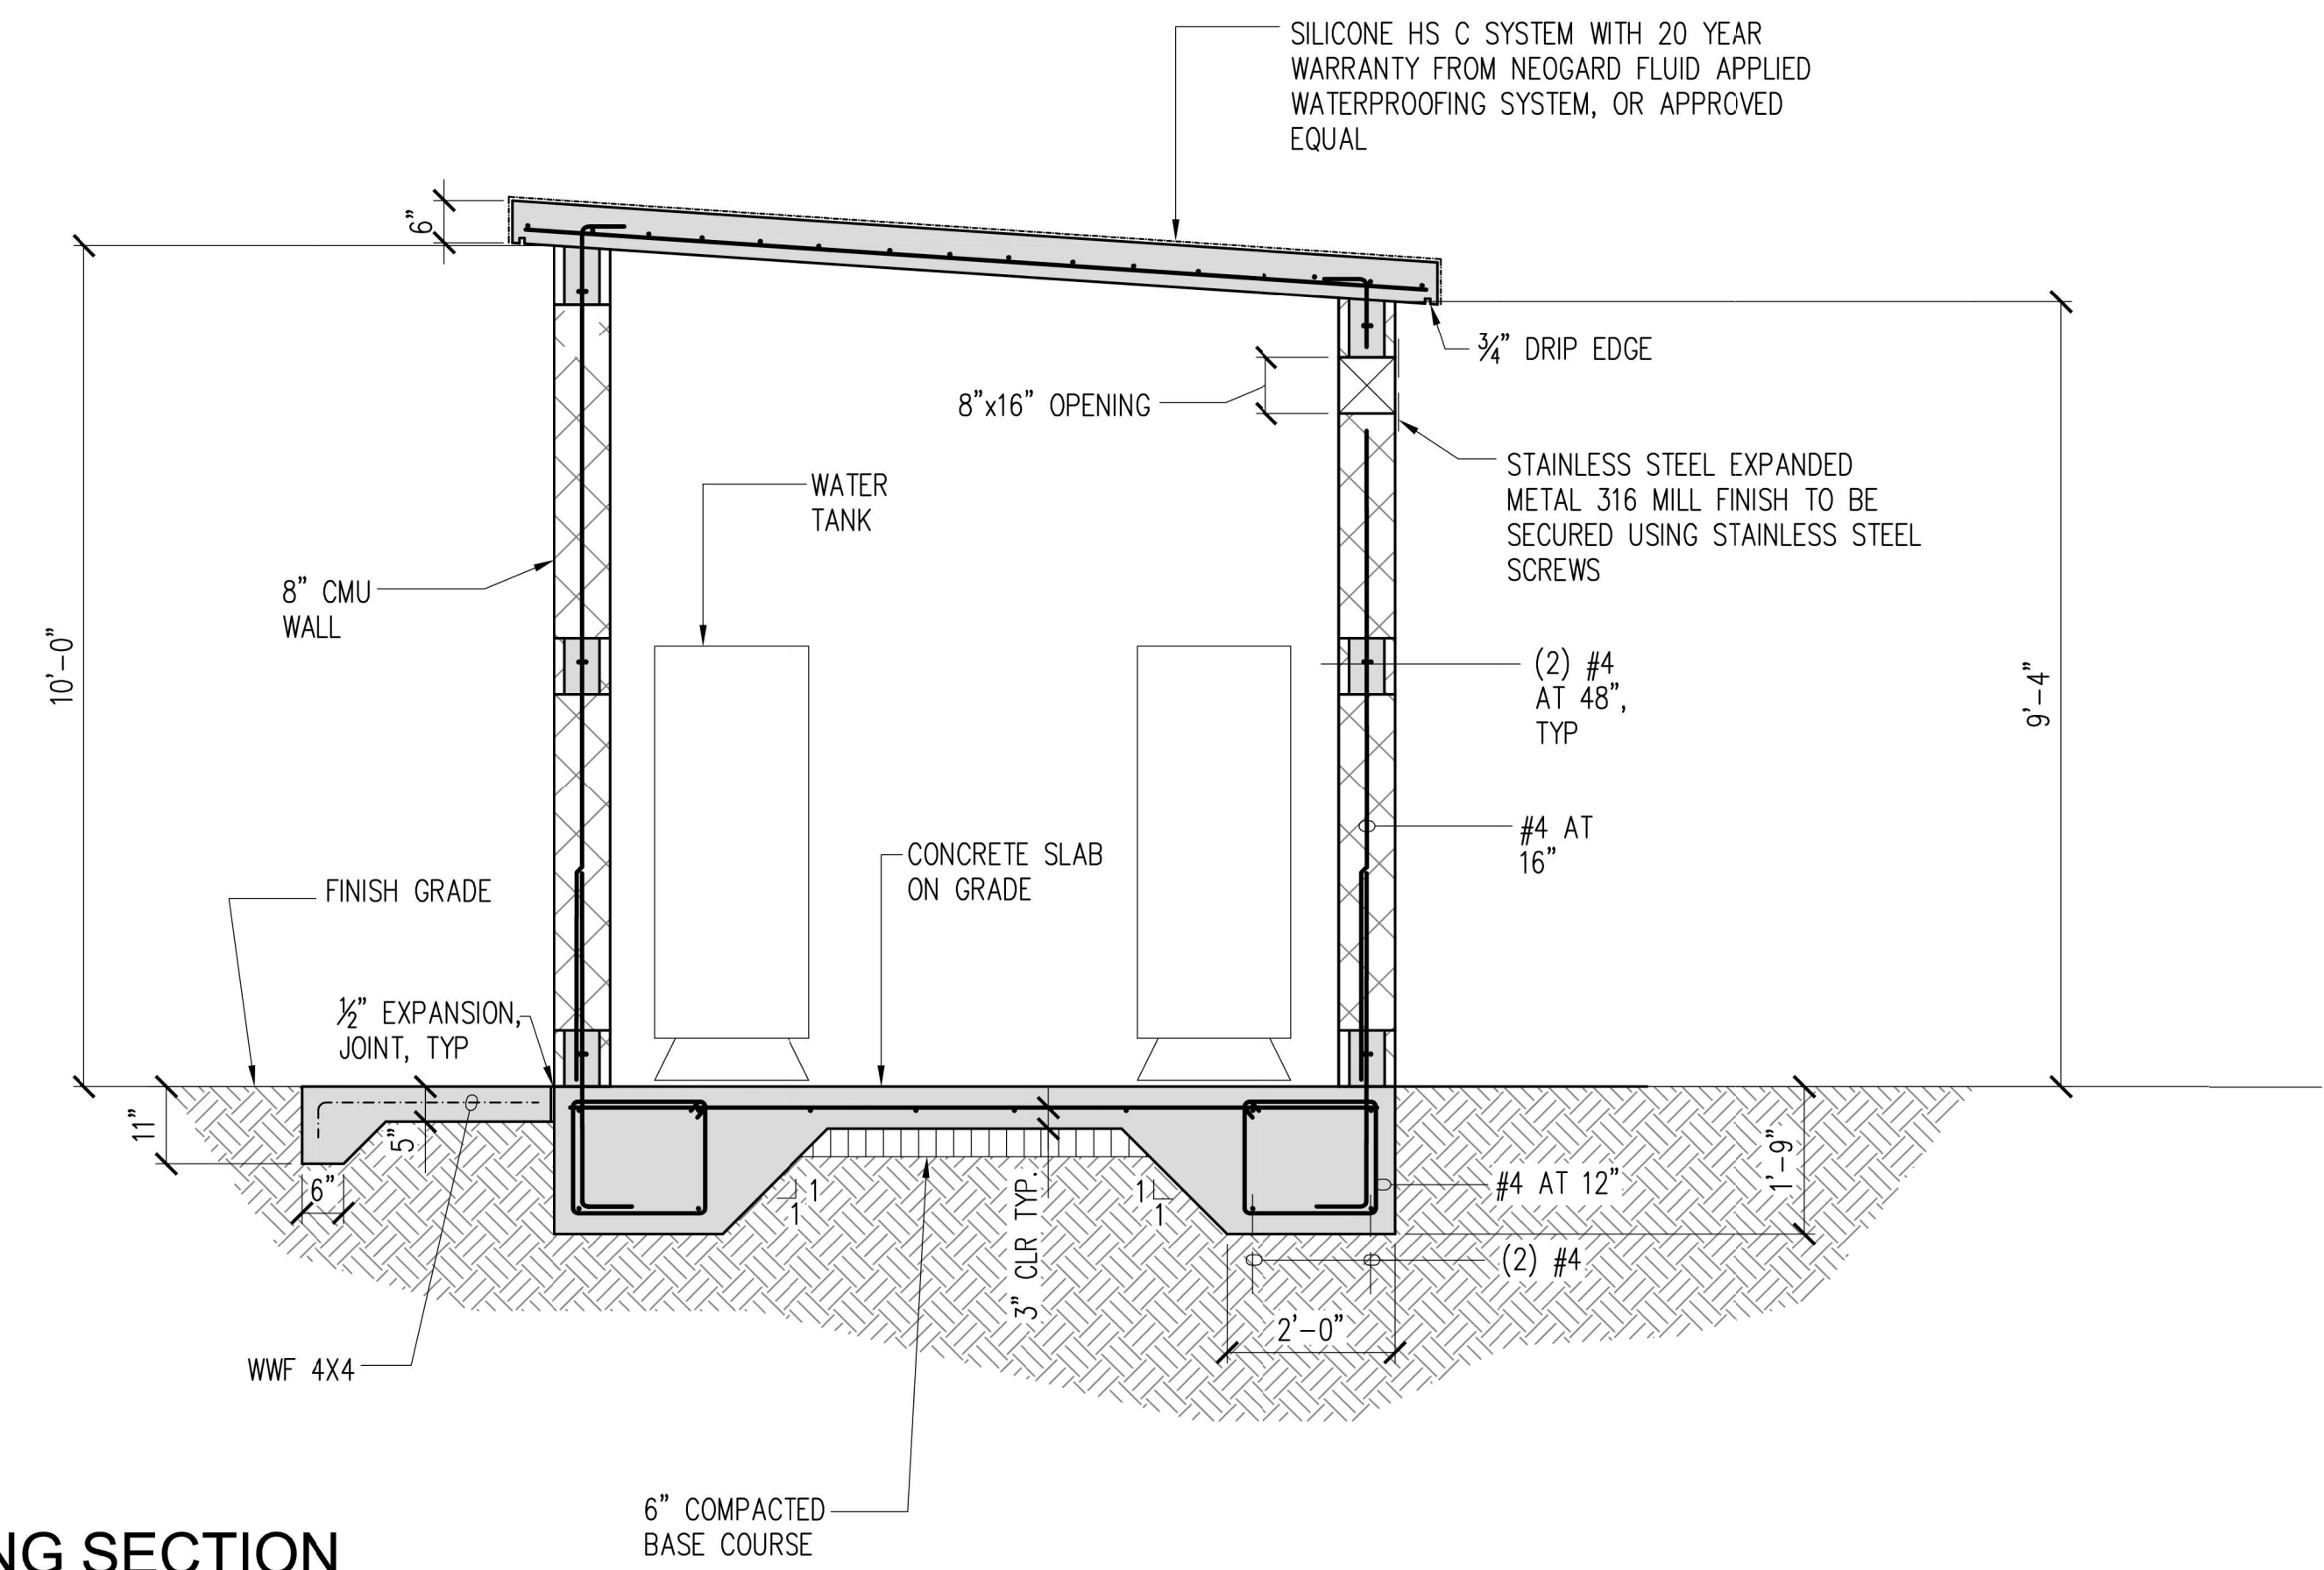 SILICONE HS C SYSTEM WITH 20 YEAR
WARRANTY FROM NEOGARD FLUID APPLIED
WATERPROOFING SYSTEM, OR APPROVED
EQUAL
6"
¾" DRIP EDGE
8"x16" OPENING
STAINLESS STEEL EXPANDED
METAL 316 MILL FINISH TO BE
SECURED USING STAINLESS STEEL
SCREWS
WATER
TANK
8" CMU
WALL
10'-0"
(2) #4
AT 48",
TYP
9'-4"
#4 AT
16"
CONCRETE SLAB
ON GRADE
FINISH GRADE
½" EXPANSION,
JOINT, TYP
11"
5"
6"
1
1
1
1
3" CLR TYP.
#4 AT 12"
1'-9"
(2) #4
2'-0"
WWF 4X4
6" COMPACTED
BASE COURSE
NG SECTION